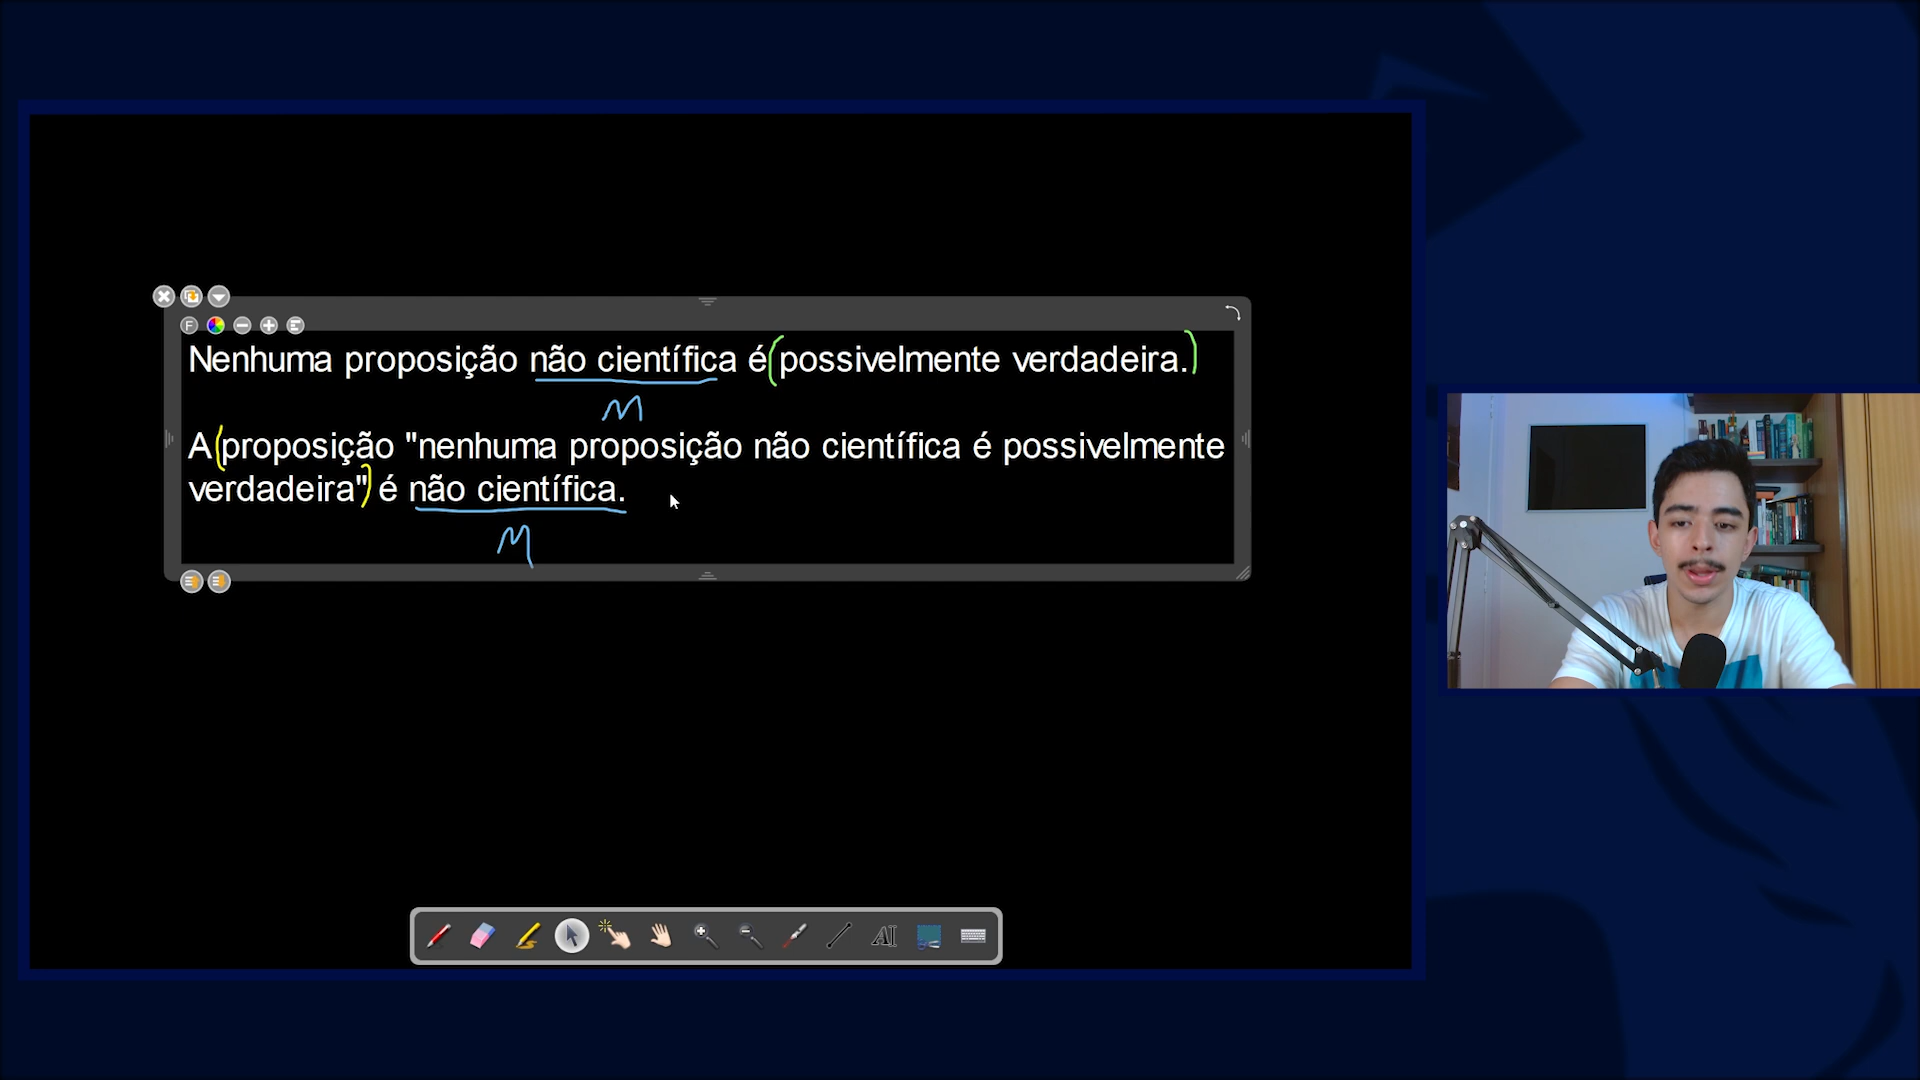 Nenhuma proposição não científica é (possivelmente verdadeira.)
M
A (proposição "nenhuma proposição não científica é possivelmente
verdadeira") é não científica.
M